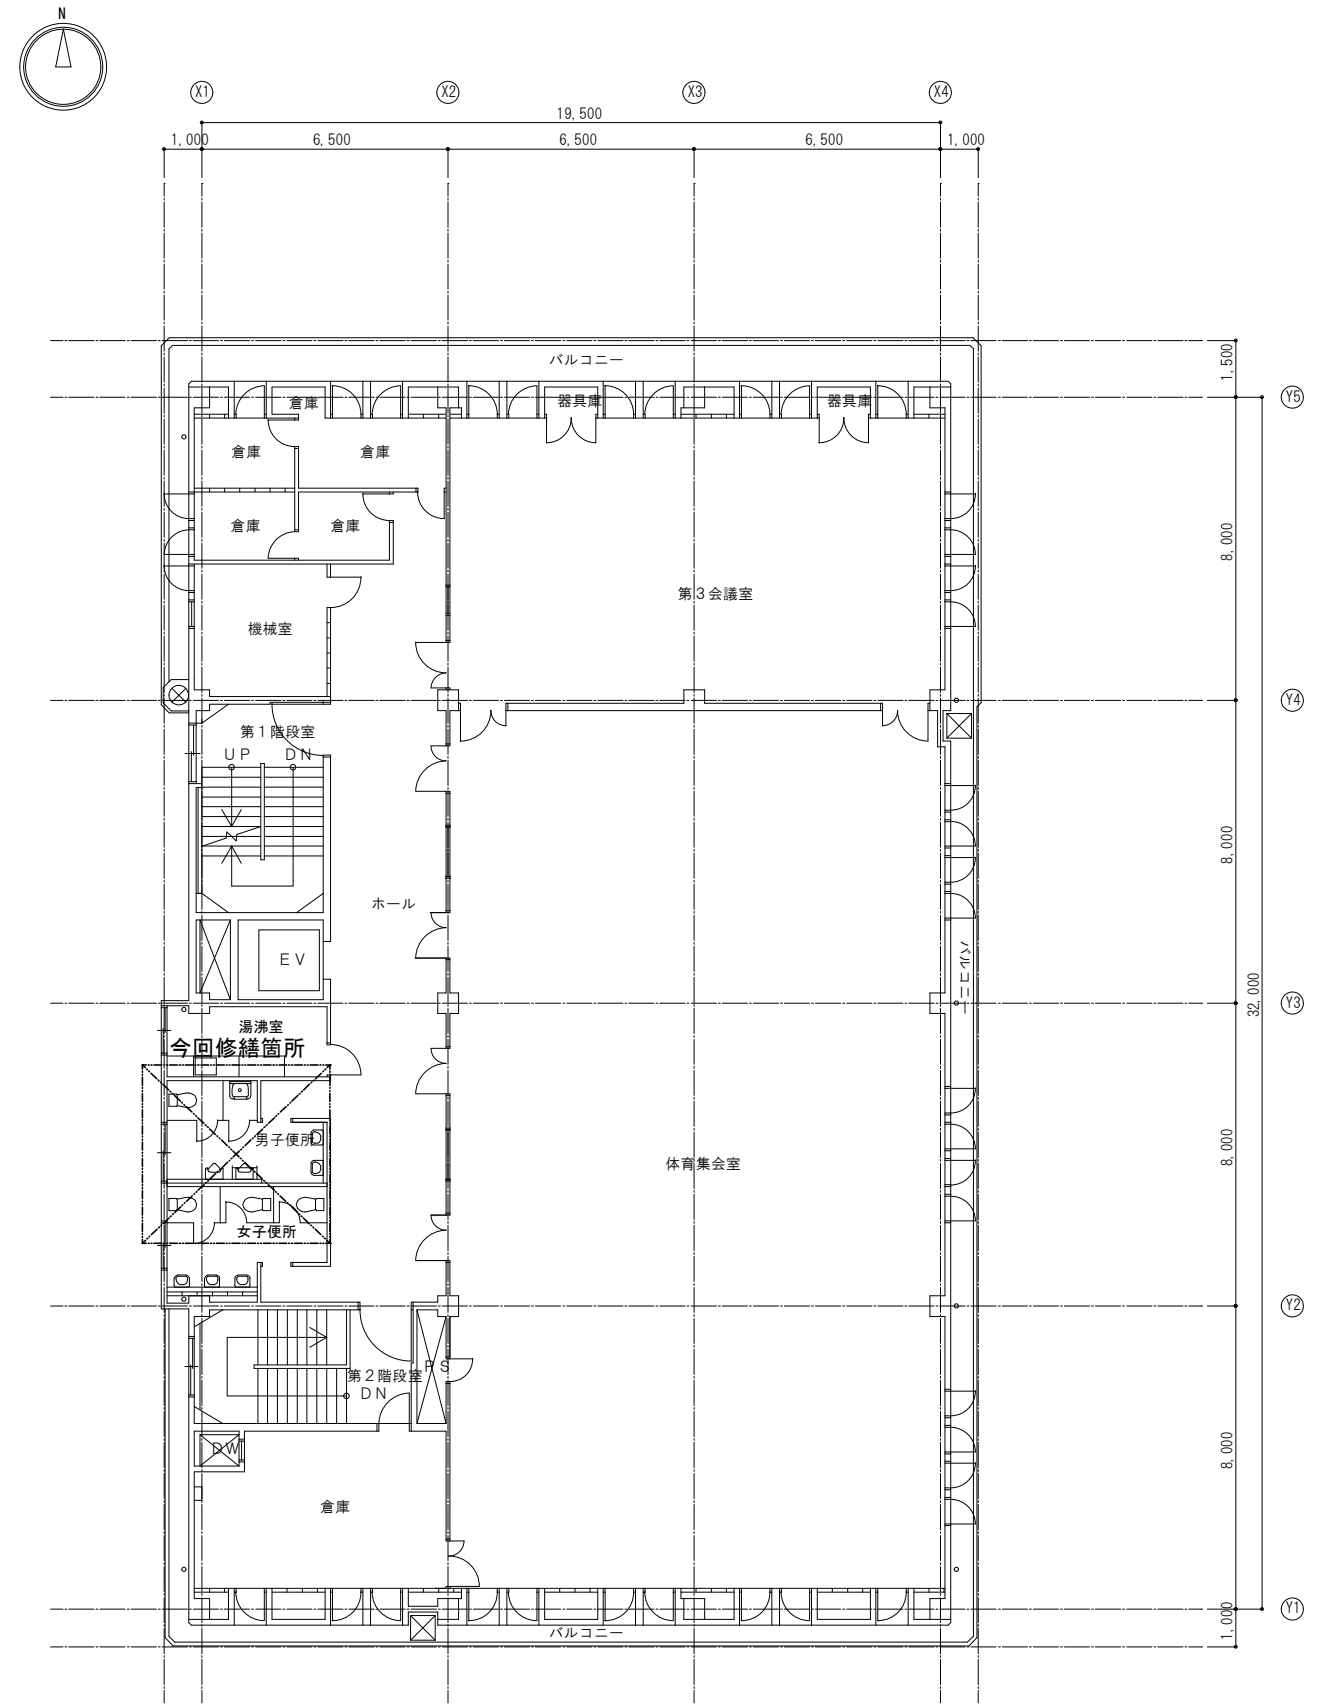 N
X1
X2
X3
X4
19,500
1,000
6,500
6,500
6,500
1,000
バルコニー
1,500
Y5
倉庫
器具庫
器具庫
倉庫
倉庫
倉庫
倉庫
8,000
第3会議室
機械室
Y4
第1階段室
UP
DN
8,000
ホール
EV
バルコニー
32,000
Y3
湯沸室
今回修繕箇所
男子便所
8,000
体育集会室
女子便所
Y2
PS
第2階段室
DN
DW
8,000
倉庫
Y1
1,000
バルコニー